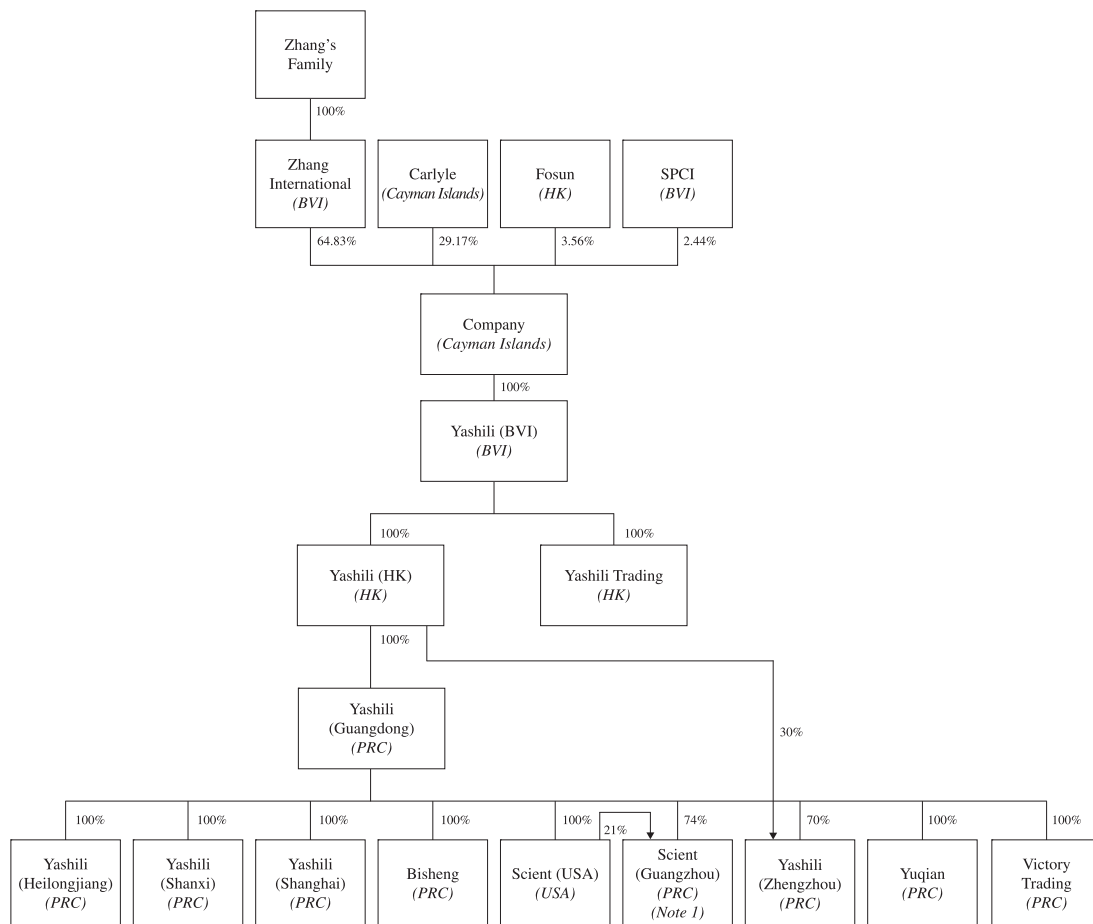 Zhang's
Family
100%
Zhang
International
(BVI)
Carlyle
(Cayman Islands)
Fosun
(HK)
SPCI
(BVI)
64.83%
29.17%
3.56%
2.44%
Company
(Cayman Islands)
100%
Yashili (BVI)
(BVI)
100%
100%
Yashili (HK)
(HK)
Yashili Trading
(HK)
100%
Yashili
(Guangdong)
(PRC)
30%
100%
100%
100%
100%
100%
21%
74%
70%
100%
100%
Yashili
(Heilongjiang)
(PRC)
Yashili
(Shanxi)
(PRC)
Yashili
(Shanghai)
(PRC)
Bisheng
(PRC)
Scient (USA)
(USA)
Scient
(Guangzhou)
(PRC)
(Note 1)
Yashili
(Zhengzhou)
(PRC)
Yuqian
(PRC)
Victory
Trading
(PRC)